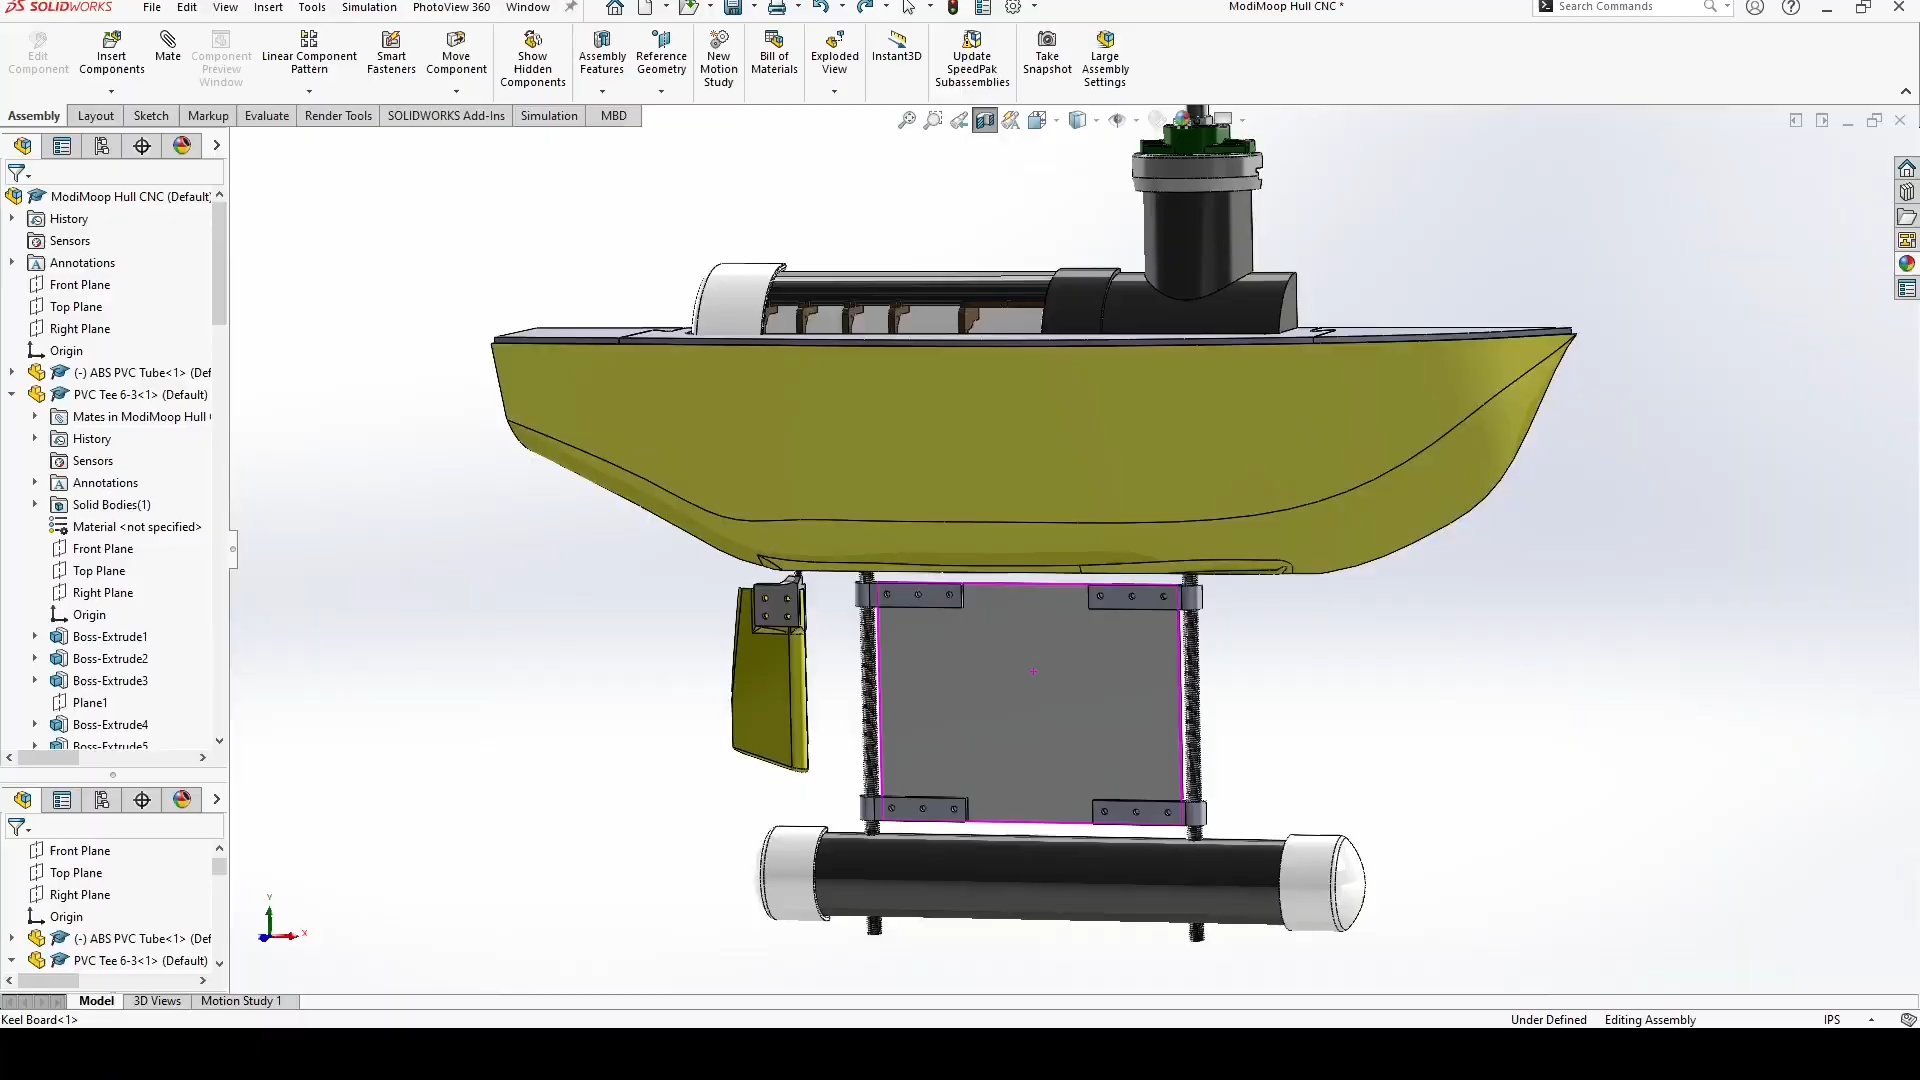 SOLIDWORKS File Edit View Insert Tools Simulation PhotoView 360 Window ModiMoop Hull CNC * Search Commands
Edit Component
Insert Components
Mate
Component Preview Window
Linear Component Pattern
Smart Fasteners
Move Component
Show Hidden Components
Assembly Features
Reference Geometry
New Motion Study
Bill of Materials
Exploded View
Instant3D
Update SpeedPak Subassemblies
Take Snapshot
Large Assembly Settings
Assembly Layout Sketch Markup Evaluate Render Tools SOLIDWORKS Add-Ins Simulation MBD
ModiMoop Hull CNC (Default)
History
Sensors
Annotations
Front Plane
Top Plane
Right Plane
Origin
(-) ABS PVC Tube<1> (Def
PVC Tee 6-3<1> (Default)
Mates in ModiMoop Hull
History
Sensors
Annotations
Solid Bodies(1)
Material <not specified>
Front Plane
Top Plane
Right Plane
Origin
Boss-Extrude1
Boss-Extrude2
Boss-Extrude3
Plane1
Boss-Extrude4
Boss-Extrude5
Front Plane
Top Plane
Right Plane
Origin
(-) ABS PVC Tube<1> (Def
PVC Tee 6-3<1> (Default)
Y
X
Model 3D Views Motion Study 1
Keel Board<1> Under Defined Editing Assembly IPS